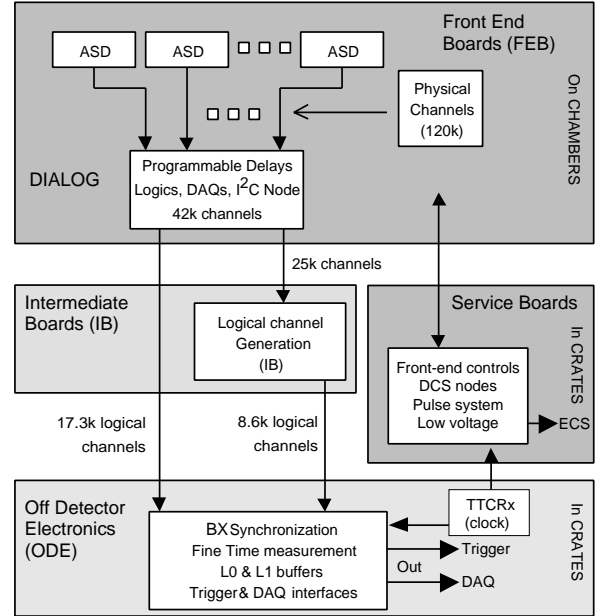 Front End
Boards (FEB)
ASD
ASD
ASD
Physical
Channels
(120k)
On CHAMBERS
DIALOG
Programmable Delays
Logics, DAQs, I²C Node
42k channels
25k channels
Intermediate
Boards (IB)
Logical channel
Generation
(IB)
Service Boards
In CRATES
Front-end controls
DCS nodes
Pulse system
Low voltage
ECS
17.3k logical
channels
8.6k logical
channels
Off Detector
Electronics
(ODE)
TTCRx
(clock)
In CRATES
BX Synchronization
Fine Time measurement
L0 & L1 buffers
Trigger & DAQ interfaces
Out
Trigger
DAQ